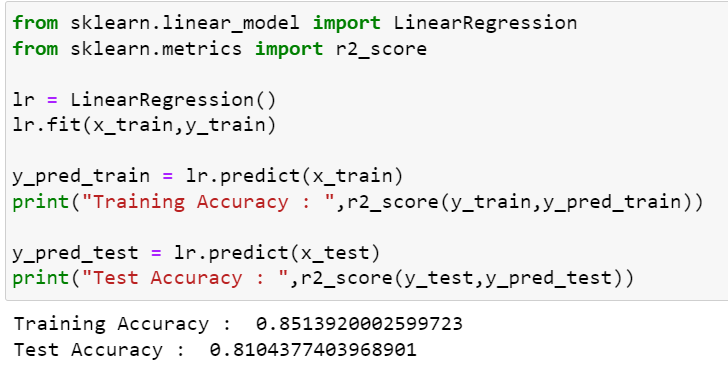 from sklearn.linear_model import LinearRegression
from sklearn.metrics import r2_score
lr = LinearRegression()
lr.fit(x_train,y_train)
y_pred_train = lr.predict(x_train)
print("Training Accuracy : ",r2_score(y_train,y_pred_train))
y_pred_test = lr.predict(x_test)
print("Test Accuracy : ",r2_score(y_test,y_pred_test))
Training Accuracy :  0.8513920002599723
Test Accuracy :  0.8104377403968901